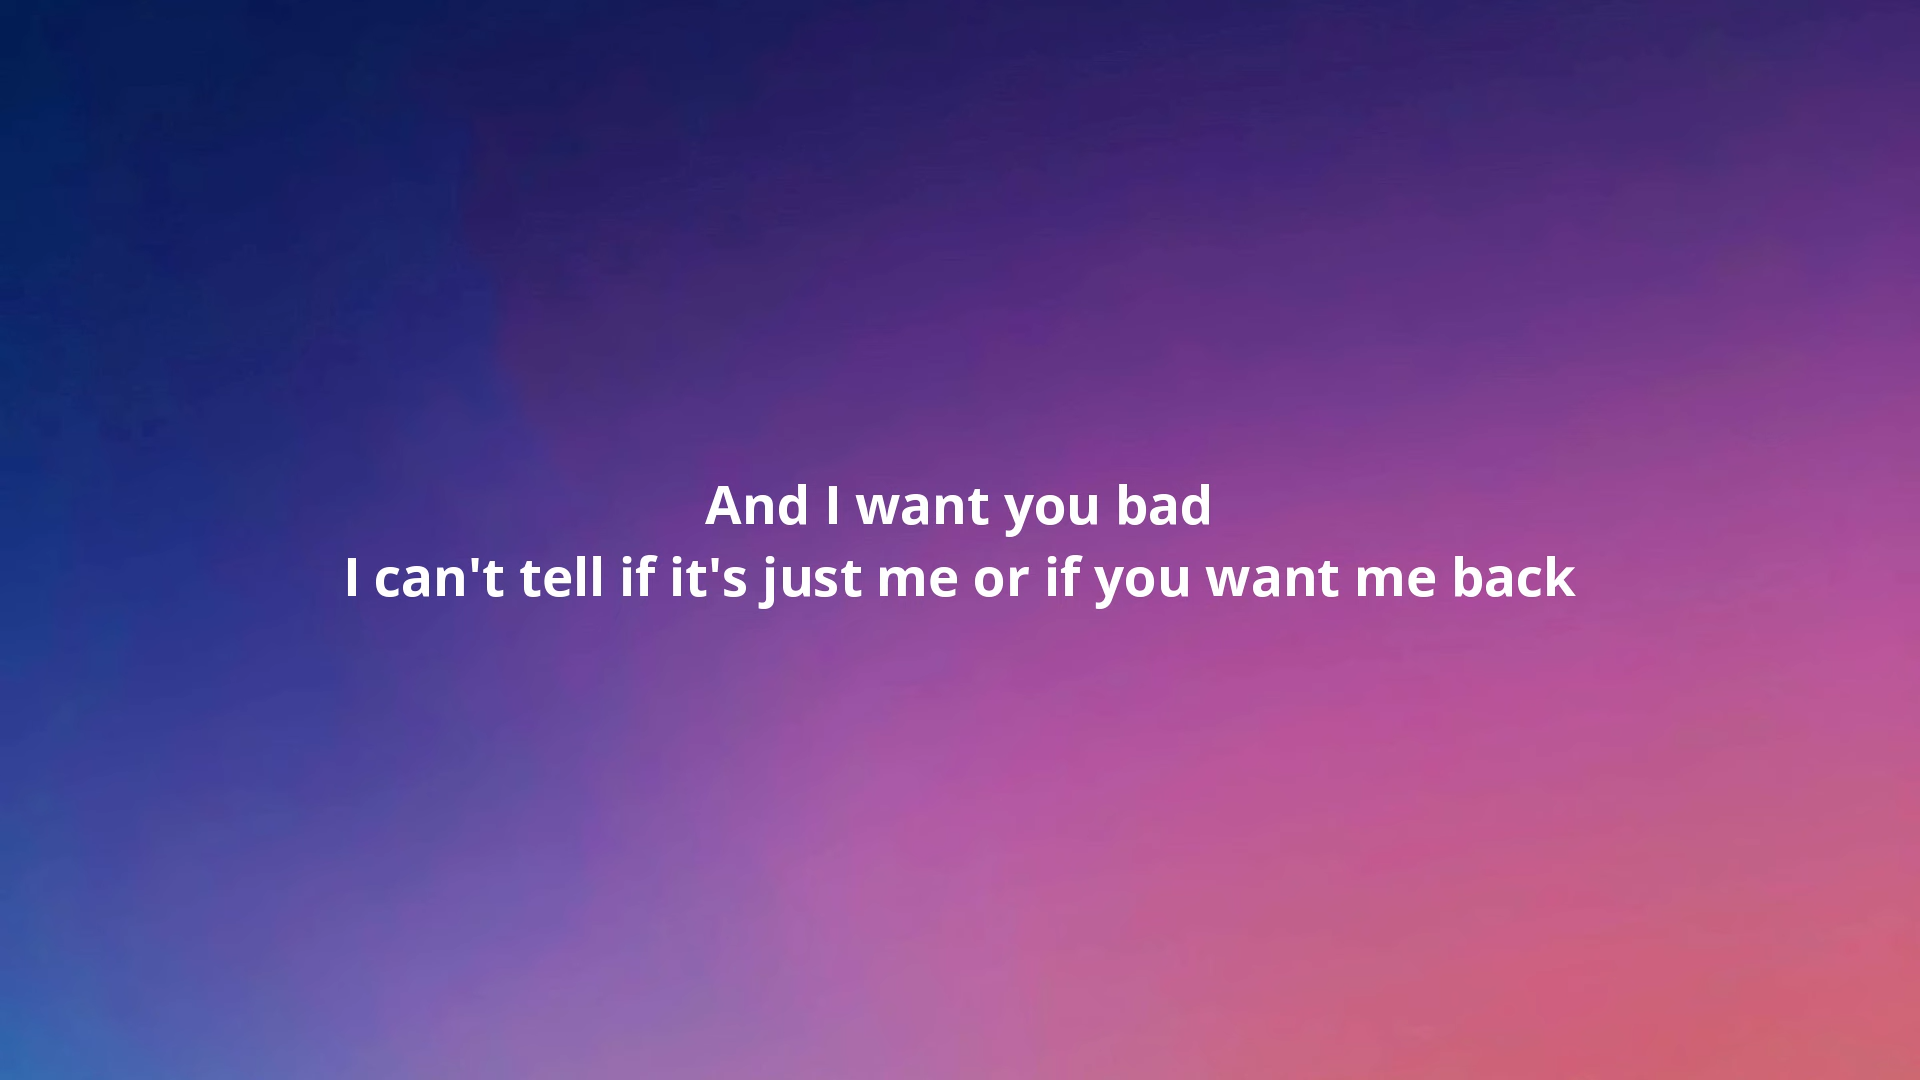 And I want you bad
I can't tell if it's just me or if you want me back